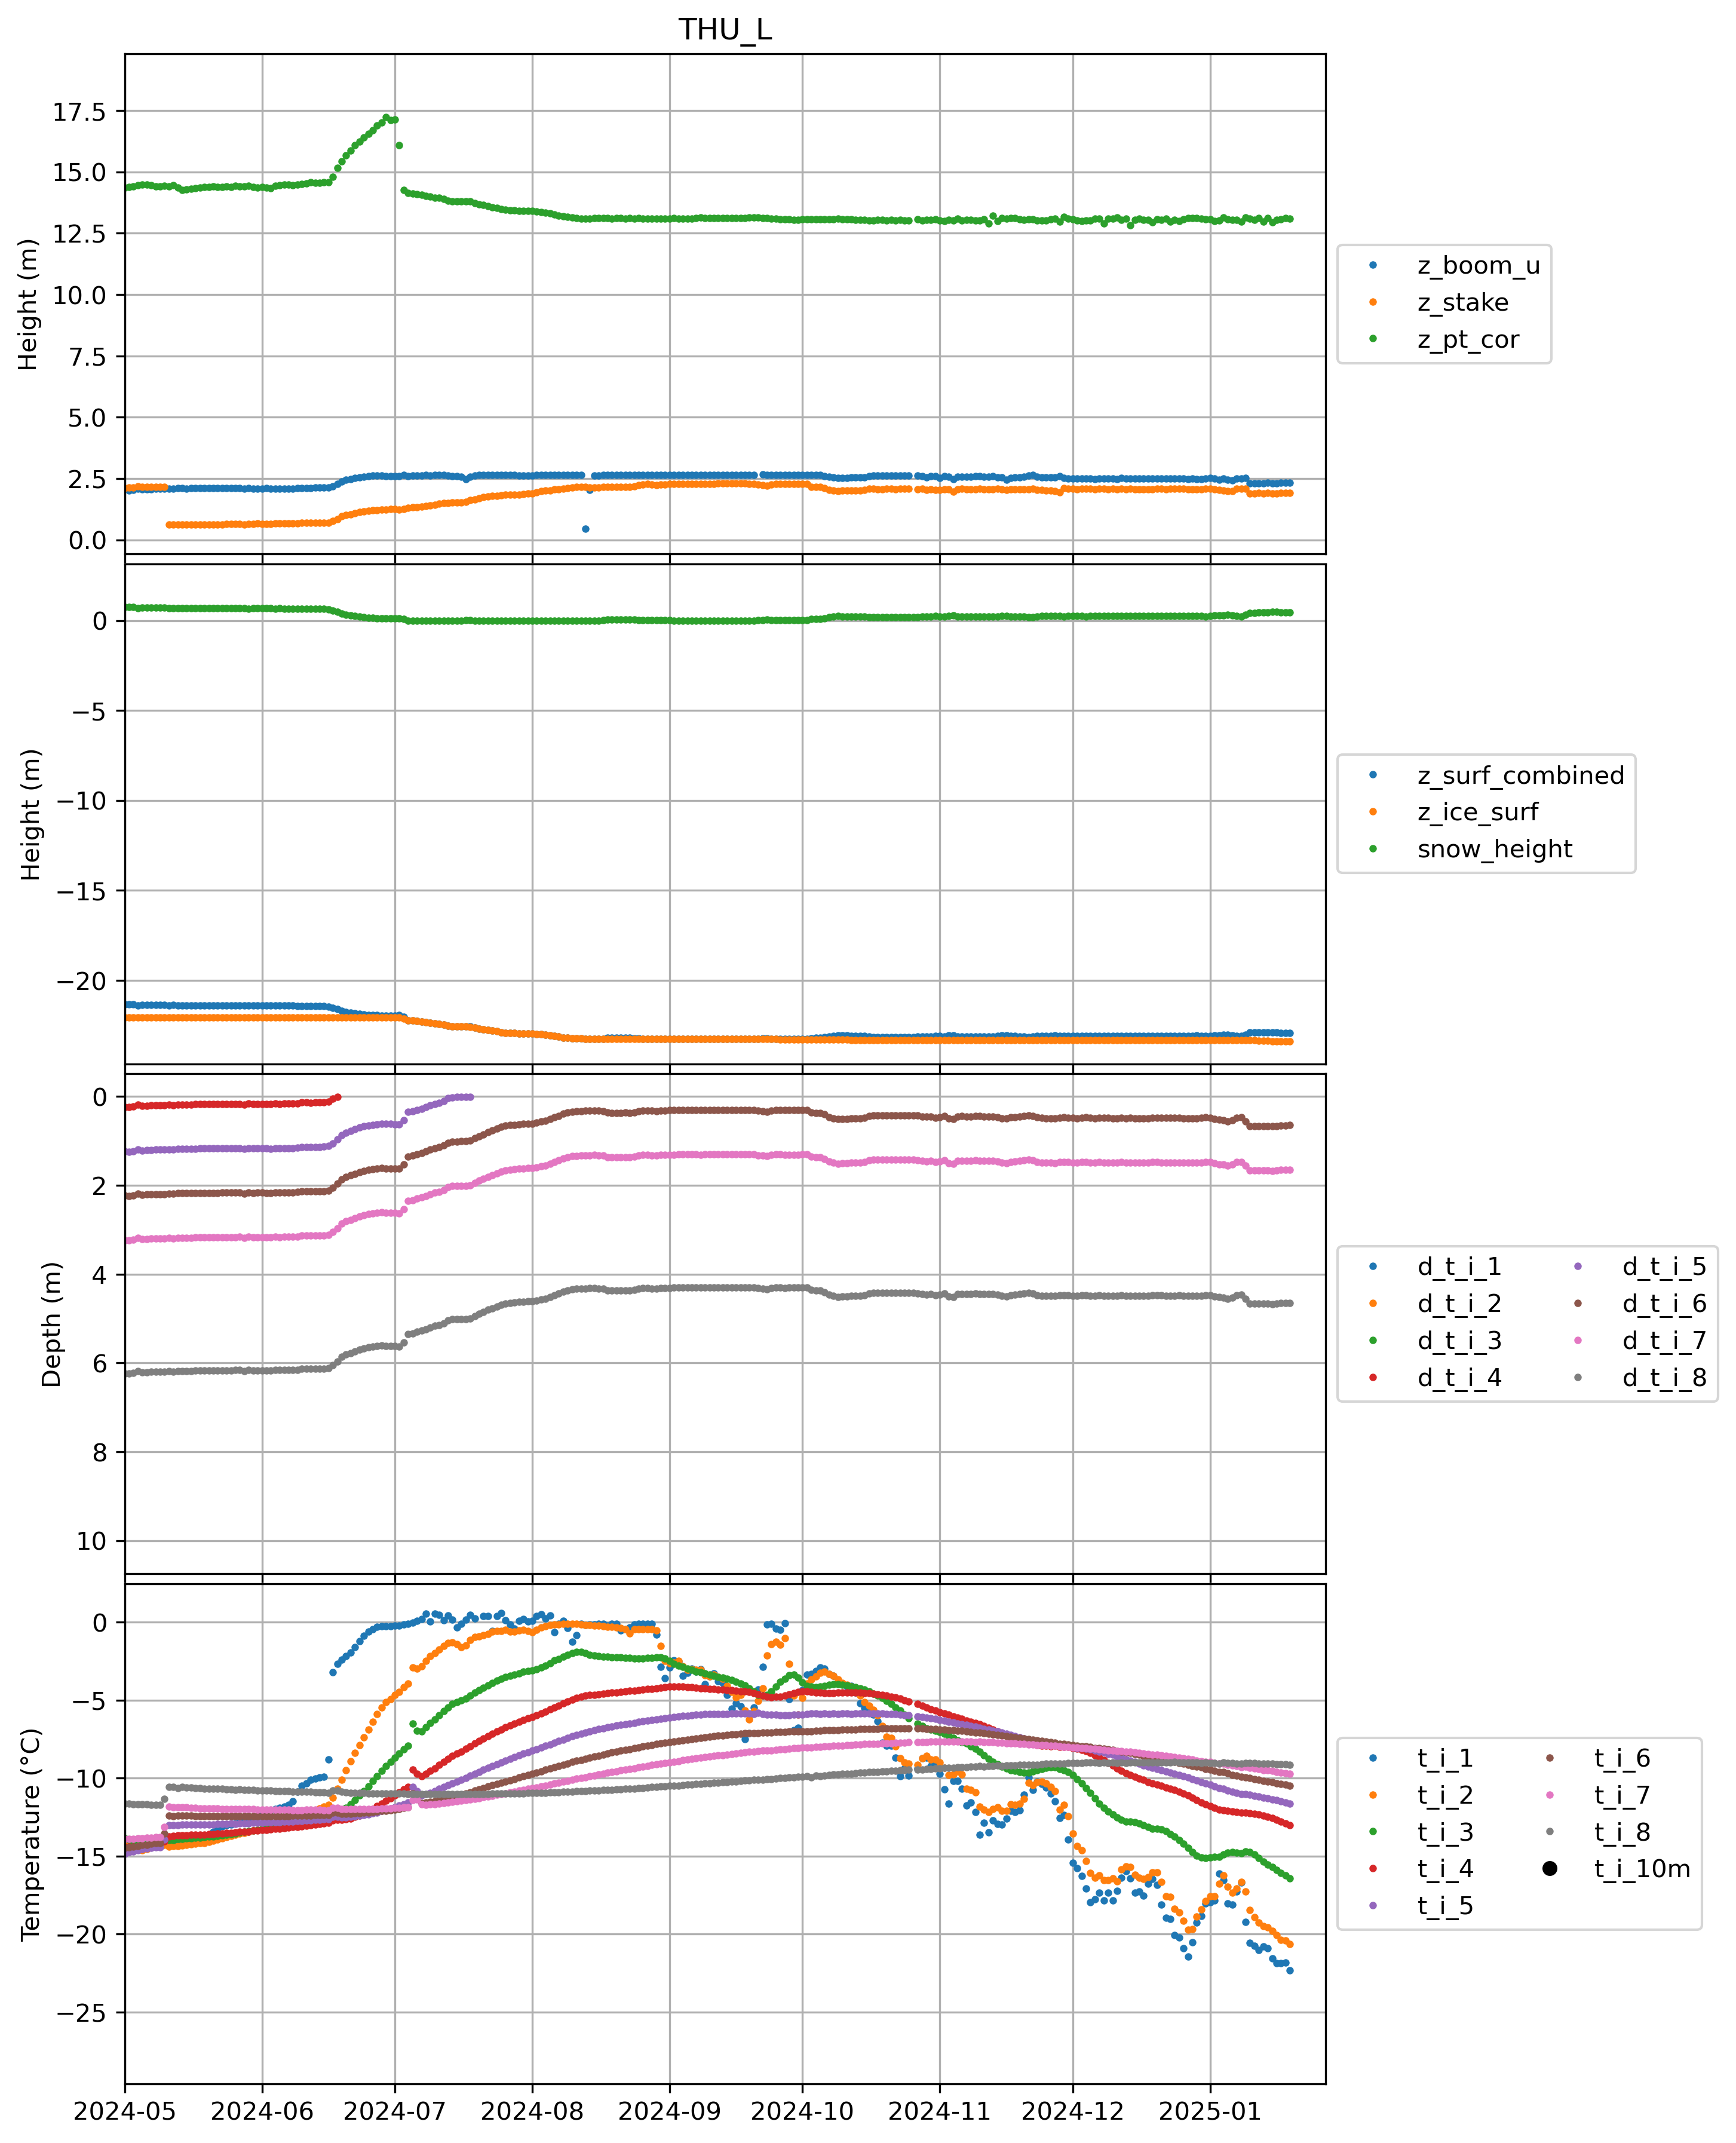 THU_L
17.5
15.0
12.5
10.0
7.5
5.0
2.5
0.0
Height (m)
z_boom_u
z_stake
z_pt_cor
0
−5
−10
−15
−20
Height (m)
z_surf_combined
z_ice_surf
snow_height
0
2
4
6
8
10
Depth (m)
d_t_i_1 d_t_i_5
d_t_i_2 d_t_i_6
d_t_i_3 d_t_i_7
d_t_i_4 d_t_i_8
0
−5
−10
−15
−20
−25
Temperature (°C)
t_i_1 t_i_6
t_i_2 t_i_7
t_i_3 t_i_8
t_i_4 t_i_10m
t_i_5
2024-05 2024-06 2024-07 2024-08 2024-09 2024-10 2024-11 2024-12 2025-01